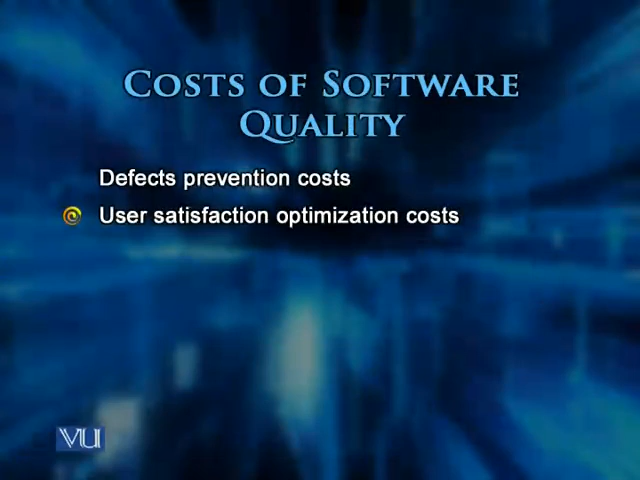 COSTS OF SOFTWARE
QUALITY
Defects prevention costs
User satisfaction optimization costs
VU